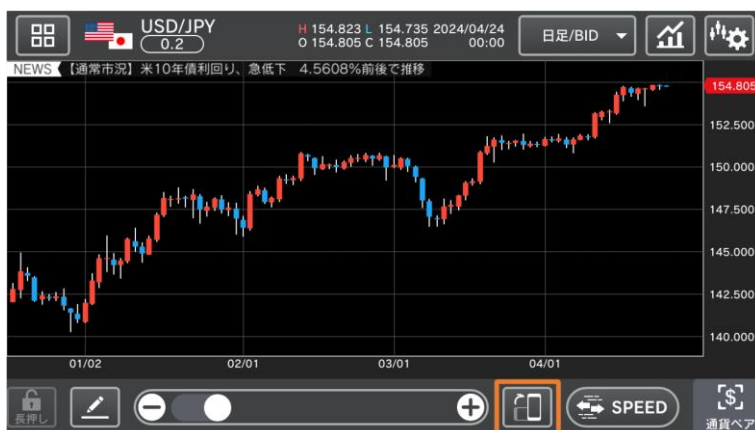 USD/JPY
0.2
H 154.823 L 154.735 2024/04/24
O 154.805 C 154.805 00:00
日足/BID
NEWS 【通常市況】米10年債利回り、急低下 4.5608%前後で推移
154.805
152.500
150.000
147.500
145.000
142.500
140.000
01/02 02/01 03/01 04/01
長押し
SPEED
[$]
通貨ペア